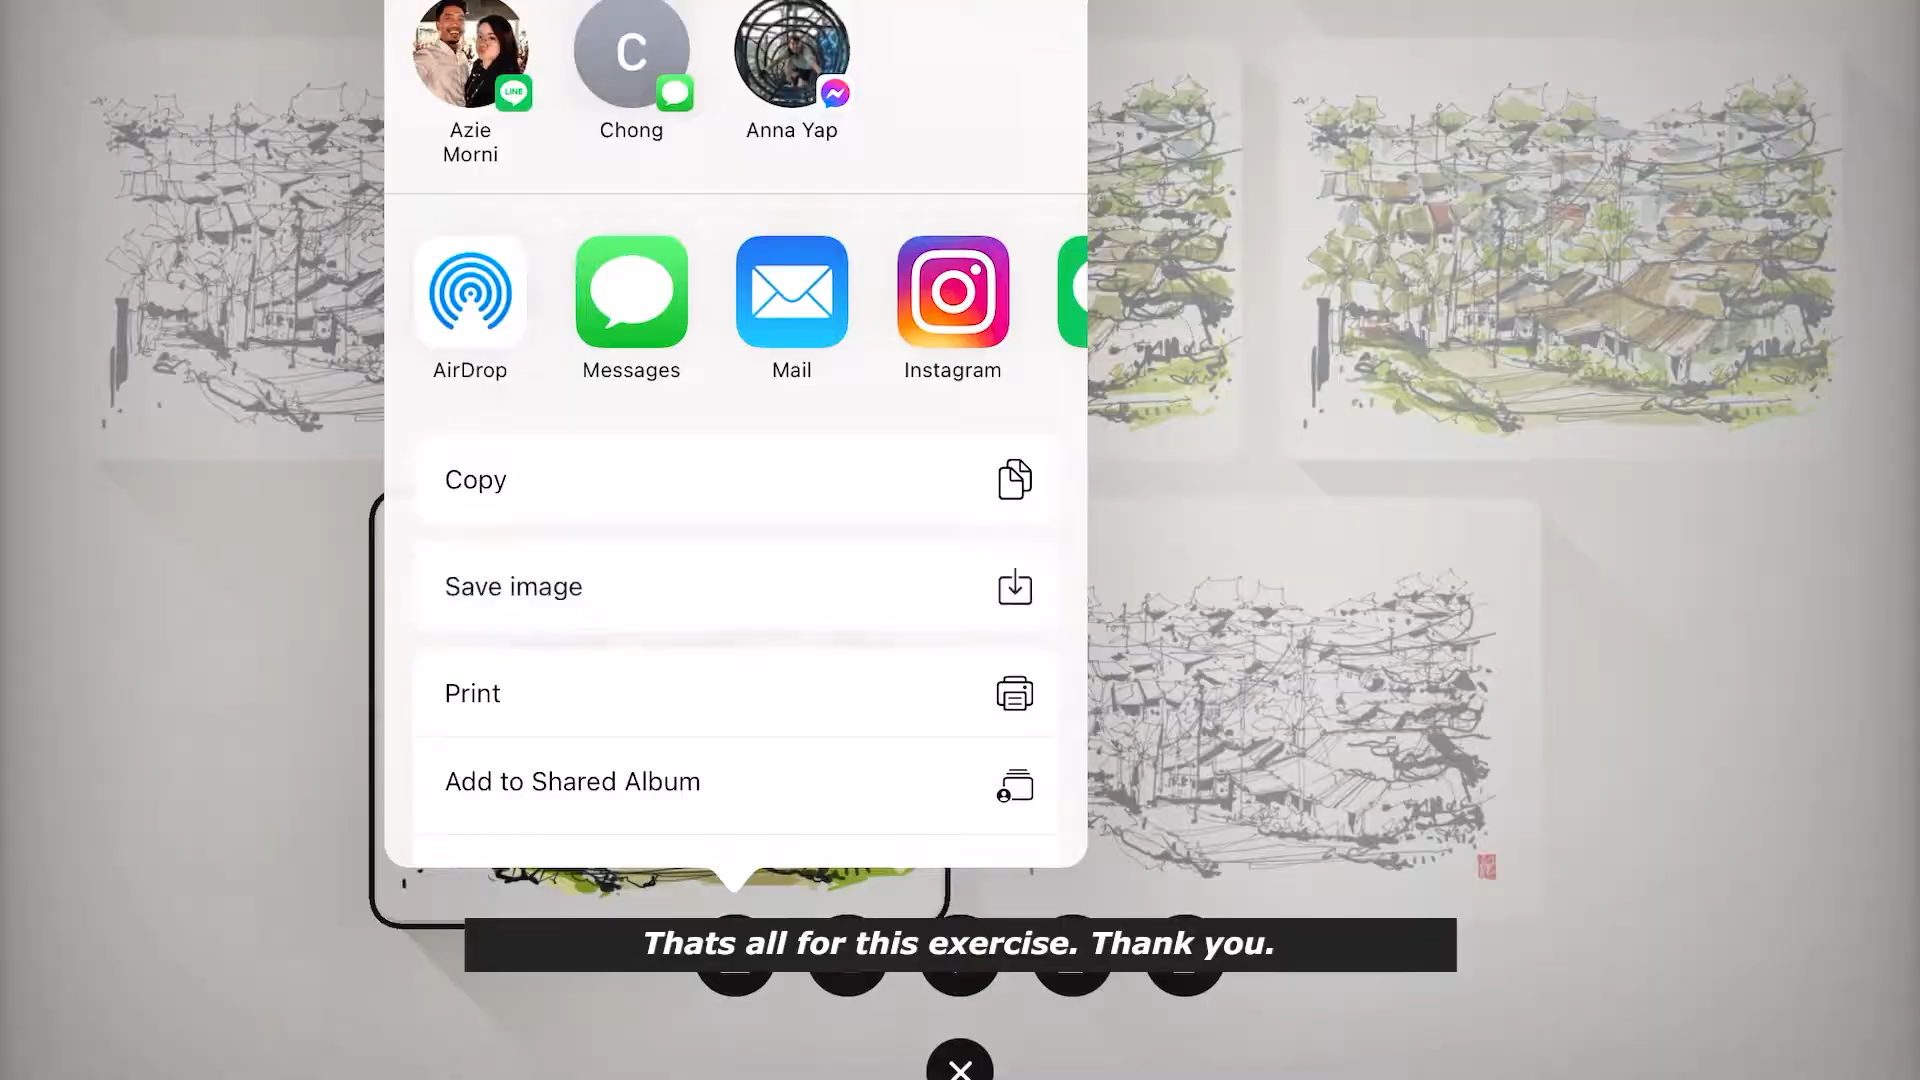 LINE
C
Azie
Morni
Chong
Anna Yap
AirDrop
Messages
Mail
Instagram
Copy
Save image
Print
Add to Shared Album
Thats all for this exercise. Thank you.